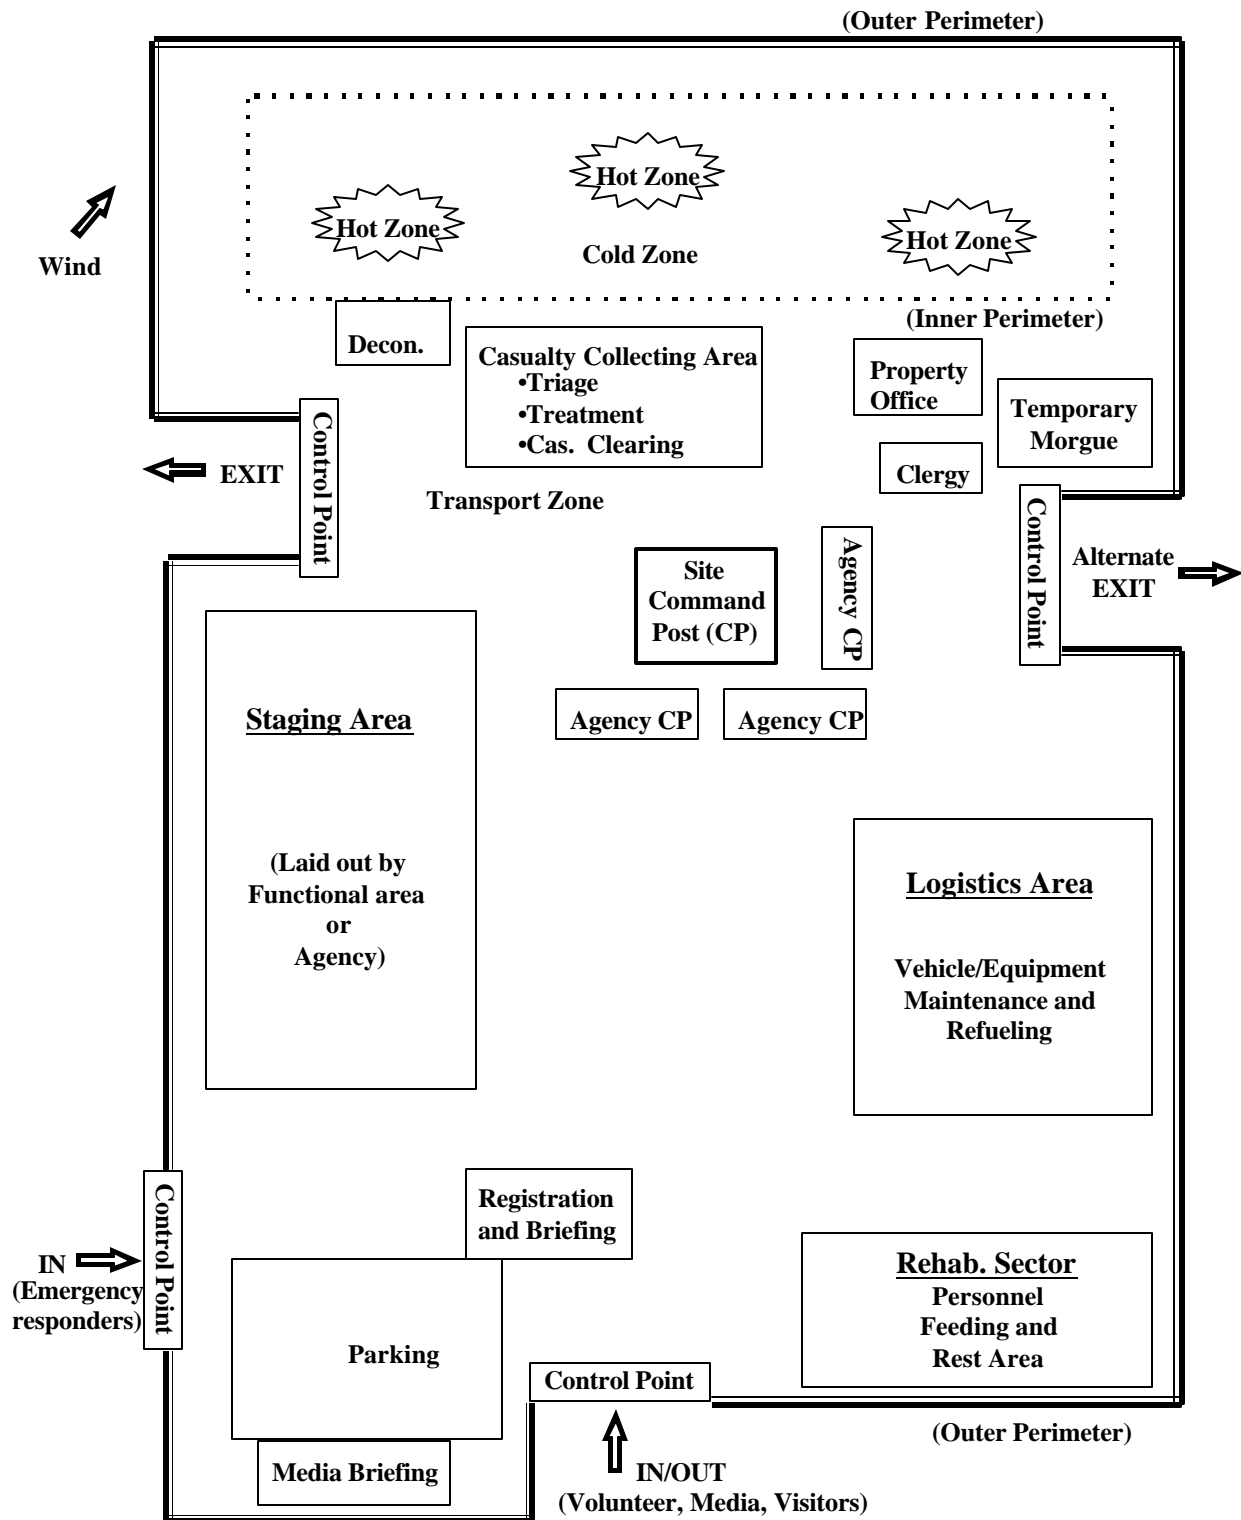 (Outer Perimeter)
Hot Zone
Hot Zone
Hot Zone
Cold Zone
Wind
(Inner Perimeter)
Decon.
Casualty Collecting Area
•Triage
•Treatment
•Cas. Clearing
Property
Office
Temporary
Morgue
Clergy
Control Point
EXIT
Transport Zone
Control Point
Alternate
EXIT
Site
Command
Post (CP)
Agency CP
Agency CP
Agency CP
Staging Area
(Laid out by
Functional area
or
Agency)
Logistics Area
Vehicle/Equipment
Maintenance and
Refueling
Control Point
IN
(Emergency
responders)
Registration
and Briefing
Parking
Rehab. Sector
Personnel
Feeding and
Rest Area
Control Point
(Outer Perimeter)
Media Briefing
IN/OUT
(Volunteer, Media, Visitors)